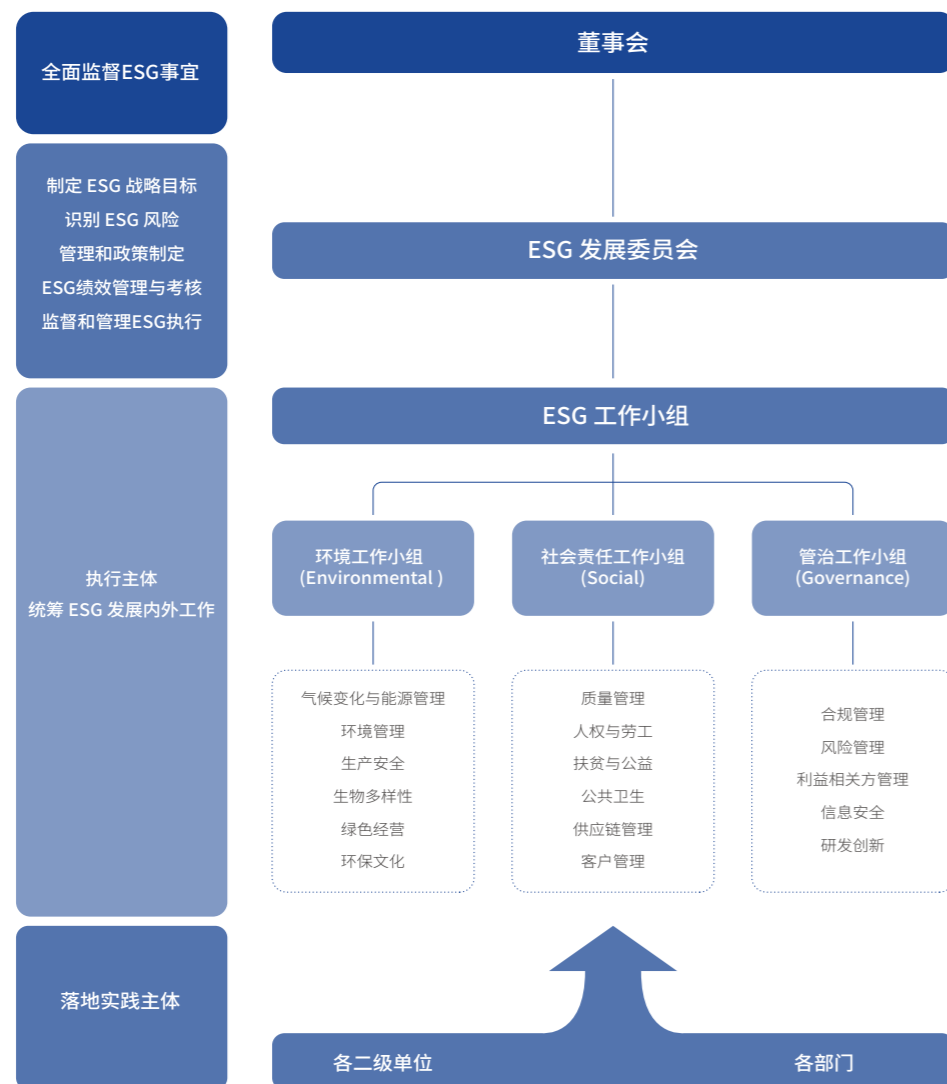 全面监督ESG事宜
董事会
制定 ESG 战略目标
识别 ESG 风险
管理和政策制定
ESG绩效管理与考核
监督和管理ESG执行
ESG 发展委员会
执行主体
统筹 ESG 发展内外工作
ESG 工作小组
环境工作小组
(Environmental )
社会责任工作小组
(Social)
管治工作小组
(Governance)
气候变化与能源管理
环境管理
生产安全
生物多样性
绿色经营
环保文化
质量管理
人权与劳工
扶贫与公益
公共卫生
供应链管理
客户管理
合规管理
风险管理
利益相关方管理
信息安全
研发创新
落地实践主体
各二级单位
各部门